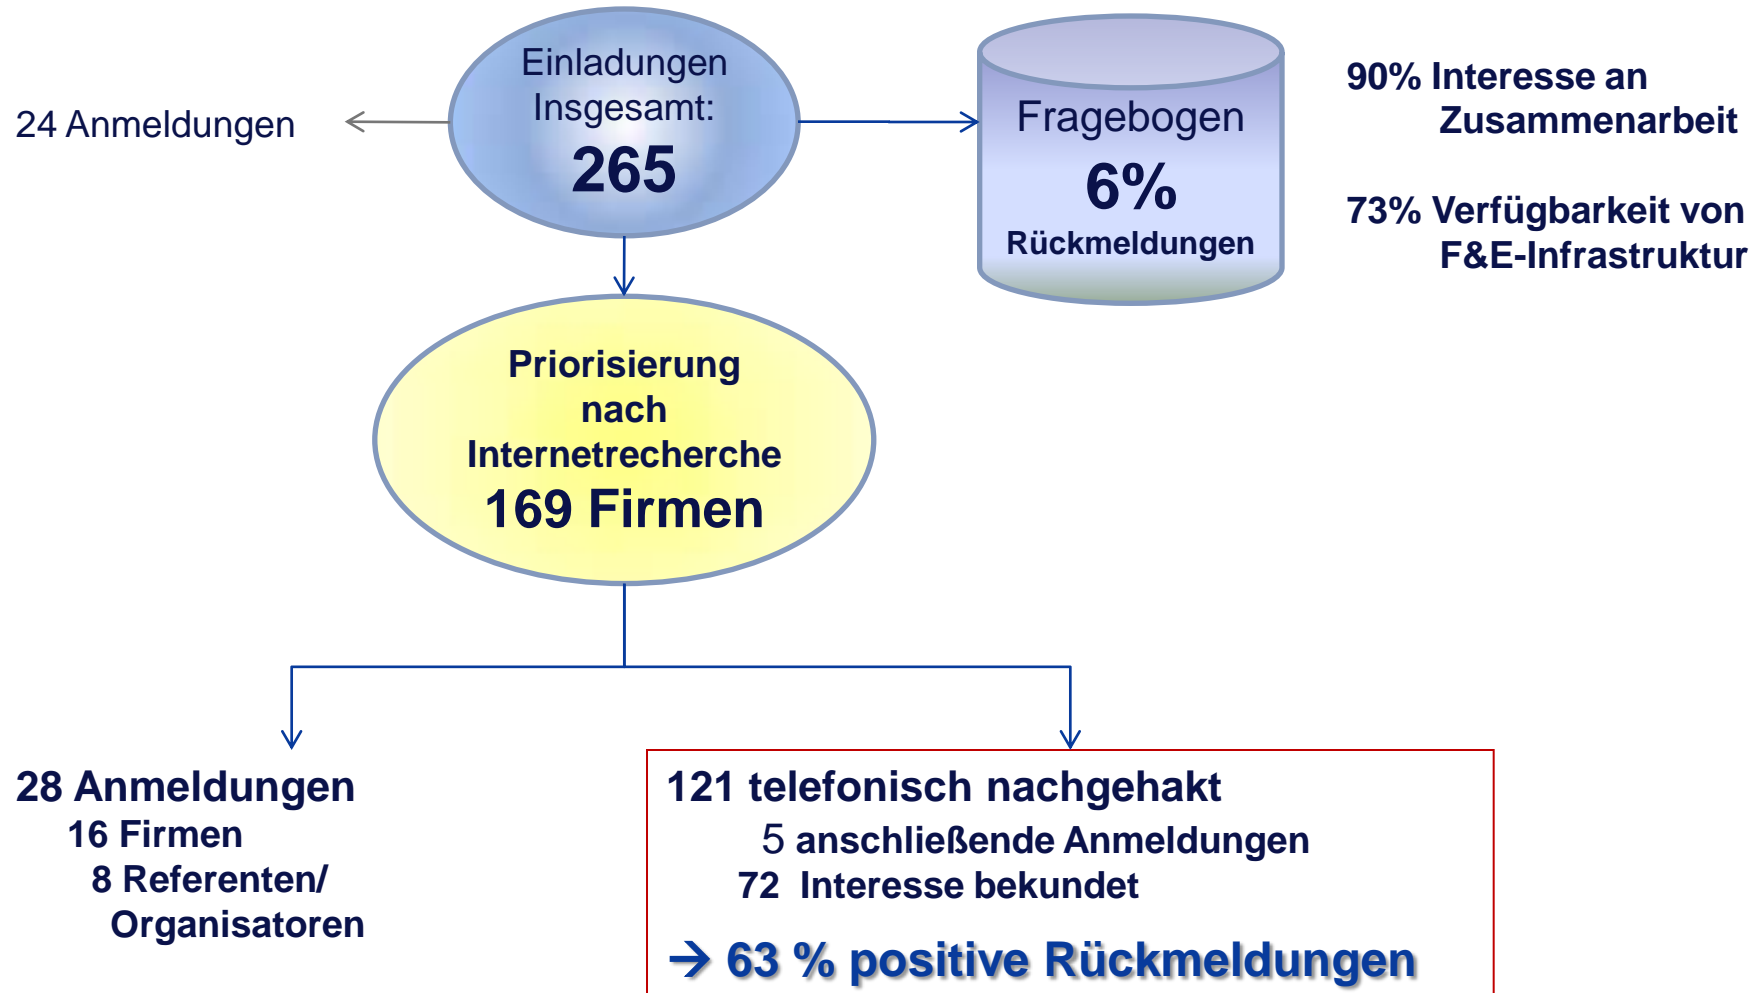 24 Anmeldungen
Einladungen
Insgesamt:
265
Fragebogen
6%
Rückmeldungen
90% Interesse an
Zusammenarbeit
73% Verfügbarkeit von
F&E-Infrastruktur
Priorisierung
nach
Internetrecherche
169 Firmen
28 Anmeldungen
16 Firmen
8 Referenten/
Organisatoren
121 telefonisch nachgehakt
5 anschließende Anmeldungen
72 Interesse bekundet
→ 63 % positive Rückmeldungen